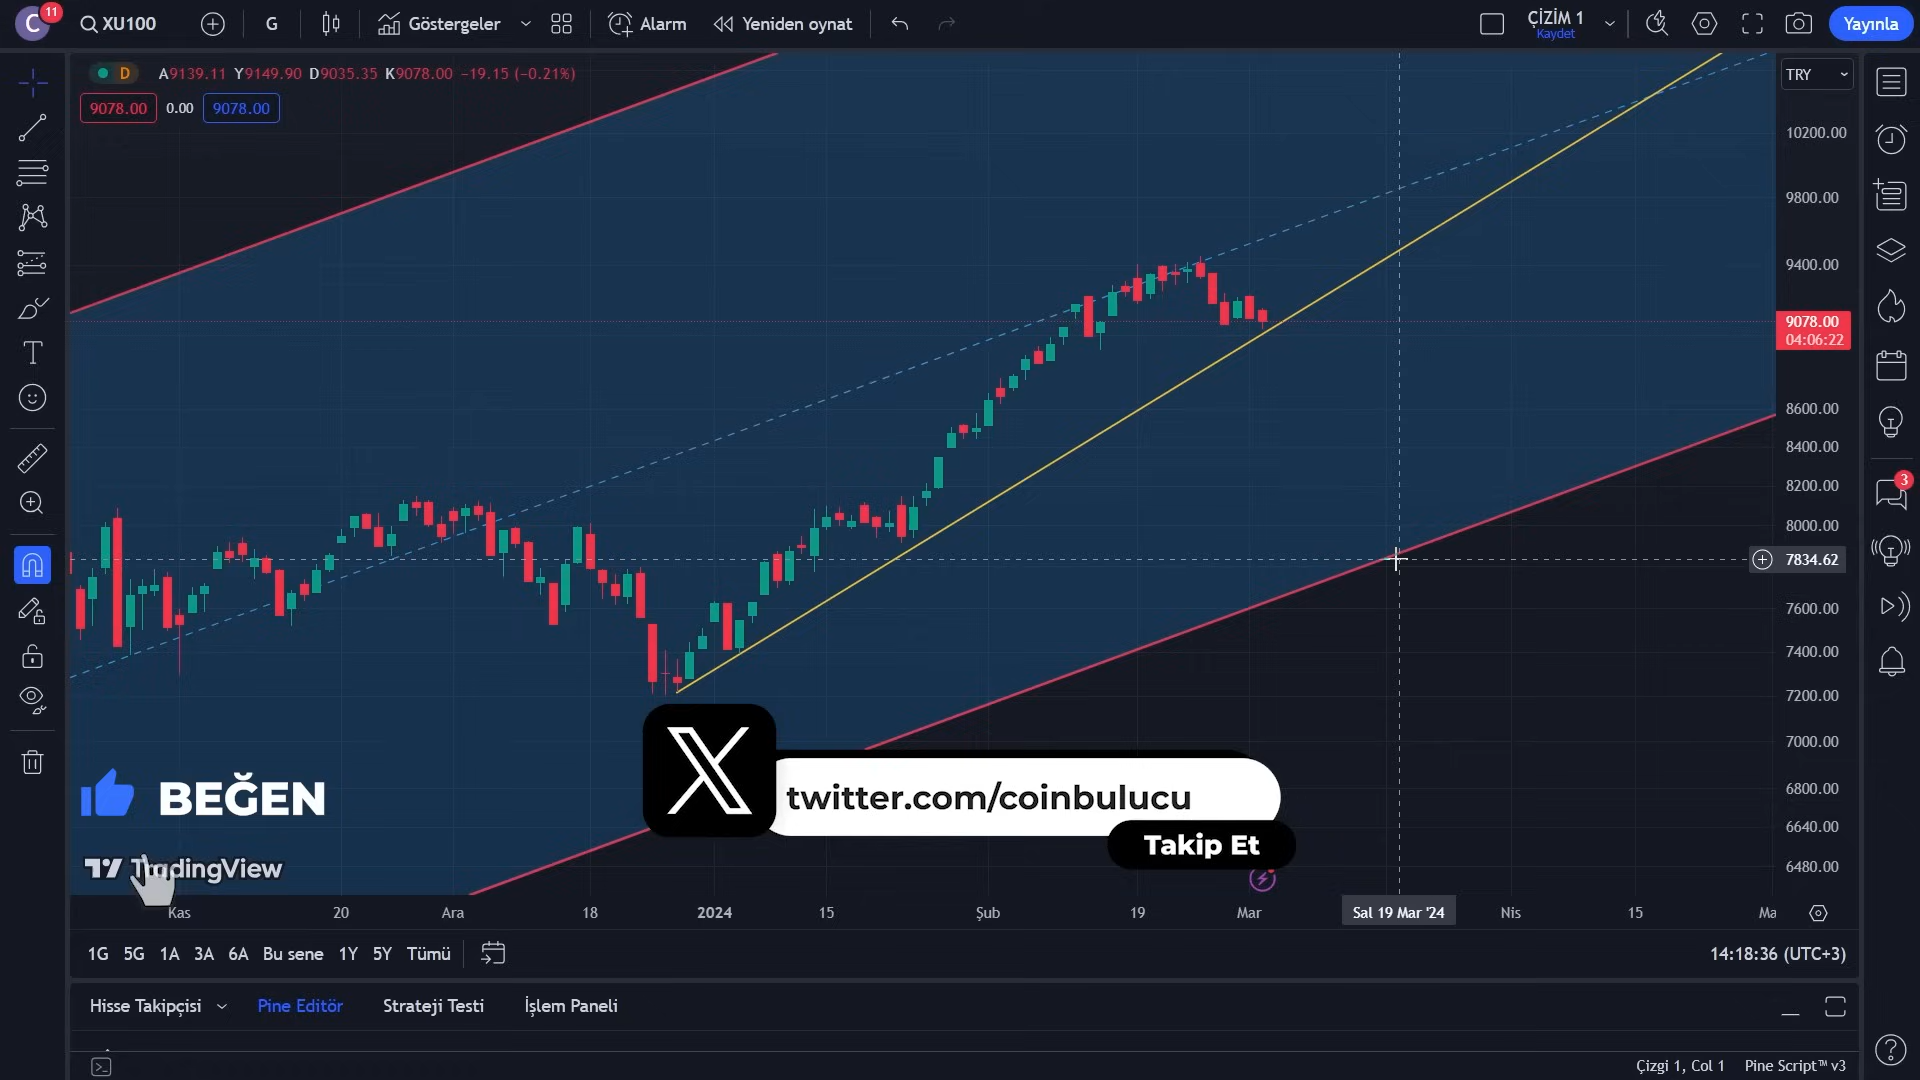 C
11
XU100
G
Göstergeler
Alarm
Yeniden oynat
ÇİZİM 1
Kaydet
Yayınla
D
A9139.11 Y9149.90 D9035.35 K9078.00 −19.15 (−0.21%)
9078.00
0.00
9078.00
TRY
10200.00
9800.00
9400.00
9078.00
04:06:22
8600.00
8400.00
8200.00
8000.00
7834.62
7600.00
7400.00
7200.00
7000.00
6800.00
6640.00
6480.00
3
BEĞEN
TradingView
X
twitter.com/coinbulucu
Takip Et
Kas
20
Ara
18
2024
15
Şub
19
Mar
Sal 19 Mar '24
Nis
15
Ma
1G 5G 1A 3A 6A Bu sene 1Y 5Y Tümü
14:18:36 (UTC+3)
Hisse Takipçisi
Pine Editör
Strateji Testi
İşlem Paneli
Çizgi 1, Col 1
Pine Script™ v3